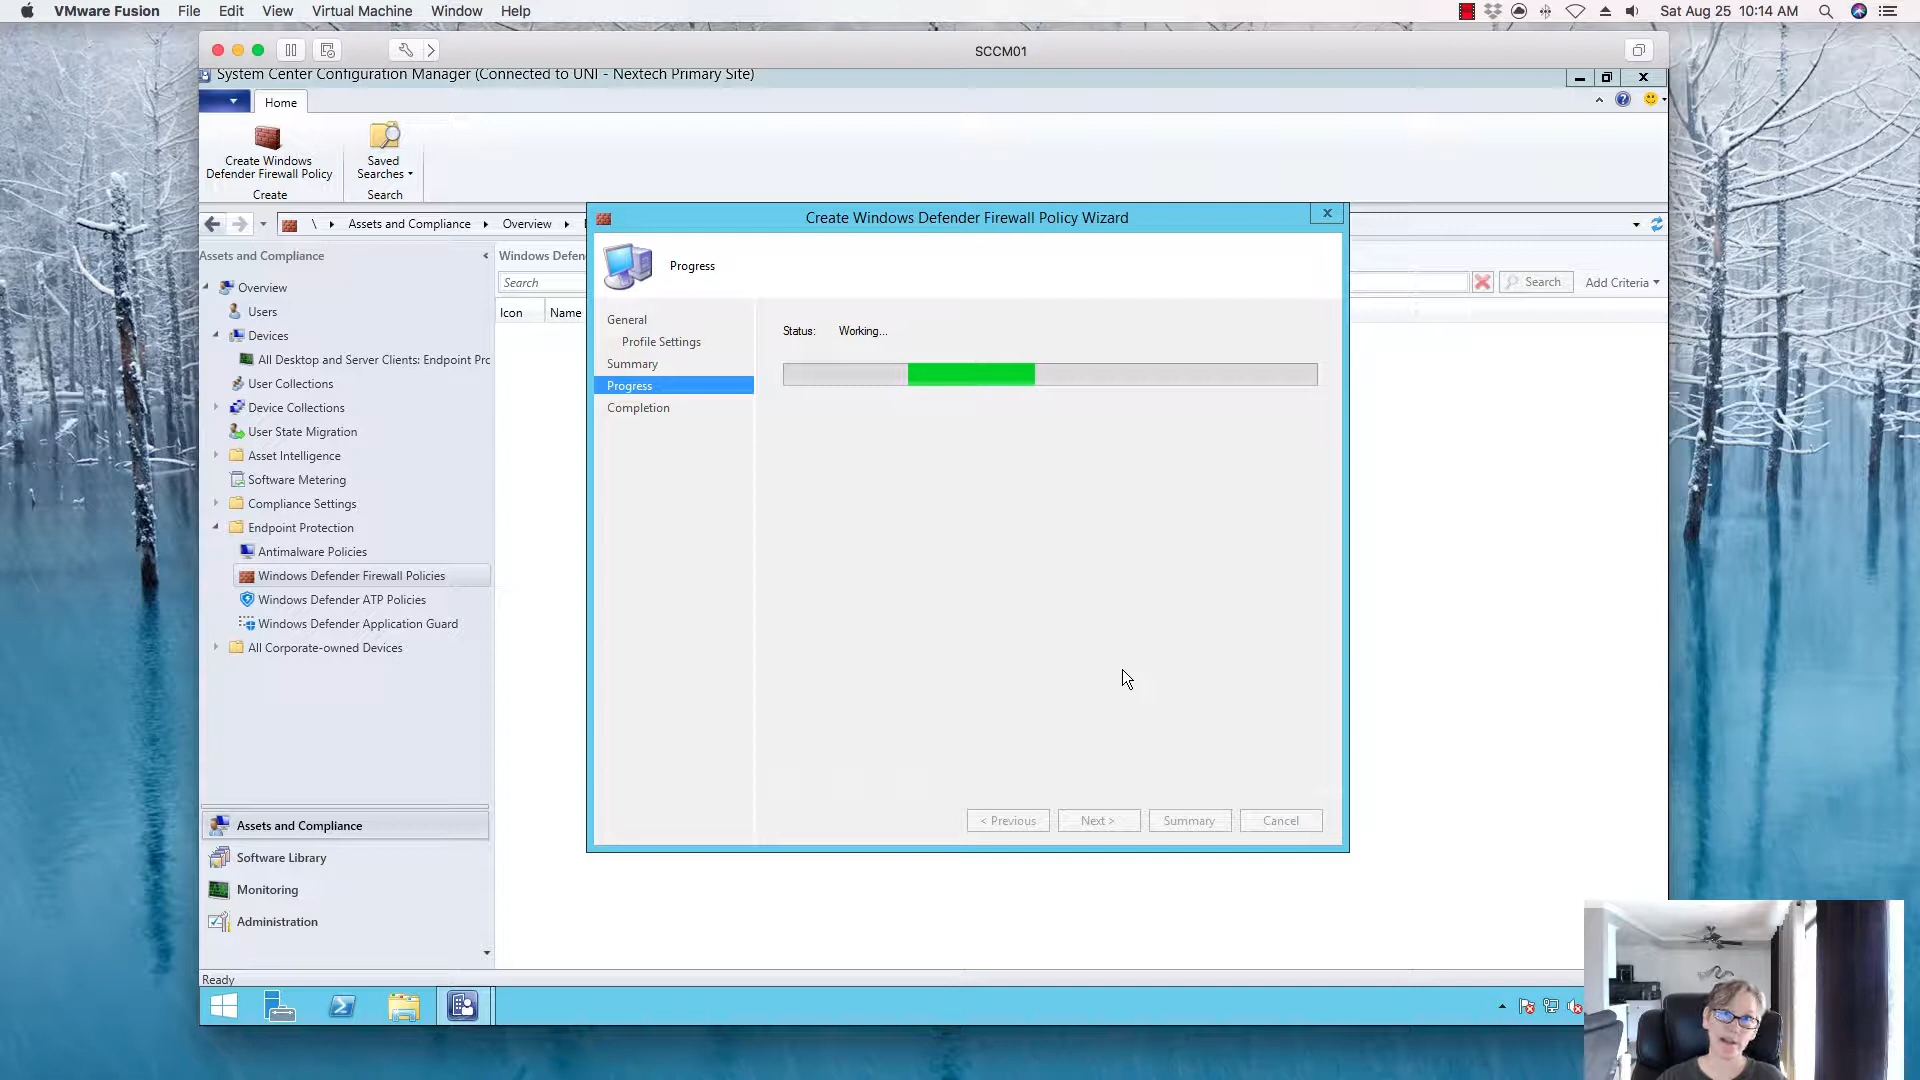 VMware Fusion File Edit View Virtual Machine Window Help Sat Aug 25 10:14 AM
SCCM01
System Center Configuration Manager (Connected to UNI - Nextech Primary Site)
Home
Create Windows
Defender Firewall Policy
Saved
Searches
Create
Search
\ Assets and Compliance Overview
Create Windows Defender Firewall Policy Wizard
Assets and Compliance
Windows Defen
Search
Search
Add Criteria
Icon Name
Overview
Users
Devices
All Desktop and Server Clients: Endpoint Pro
User Collections
Device Collections
User State Migration
Asset Intelligence
Software Metering
Compliance Settings
Endpoint Protection
Antimalware Policies
Windows Defender Firewall Policies
Windows Defender ATP Policies
Windows Defender Application Guard
All Corporate-owned Devices
Assets and Compliance
Software Library
Monitoring
Administration
Ready
Progress
General
Profile Settings
Summary
Progress
Completion
Status: Working...
< Previous
Next >
Summary
Cancel